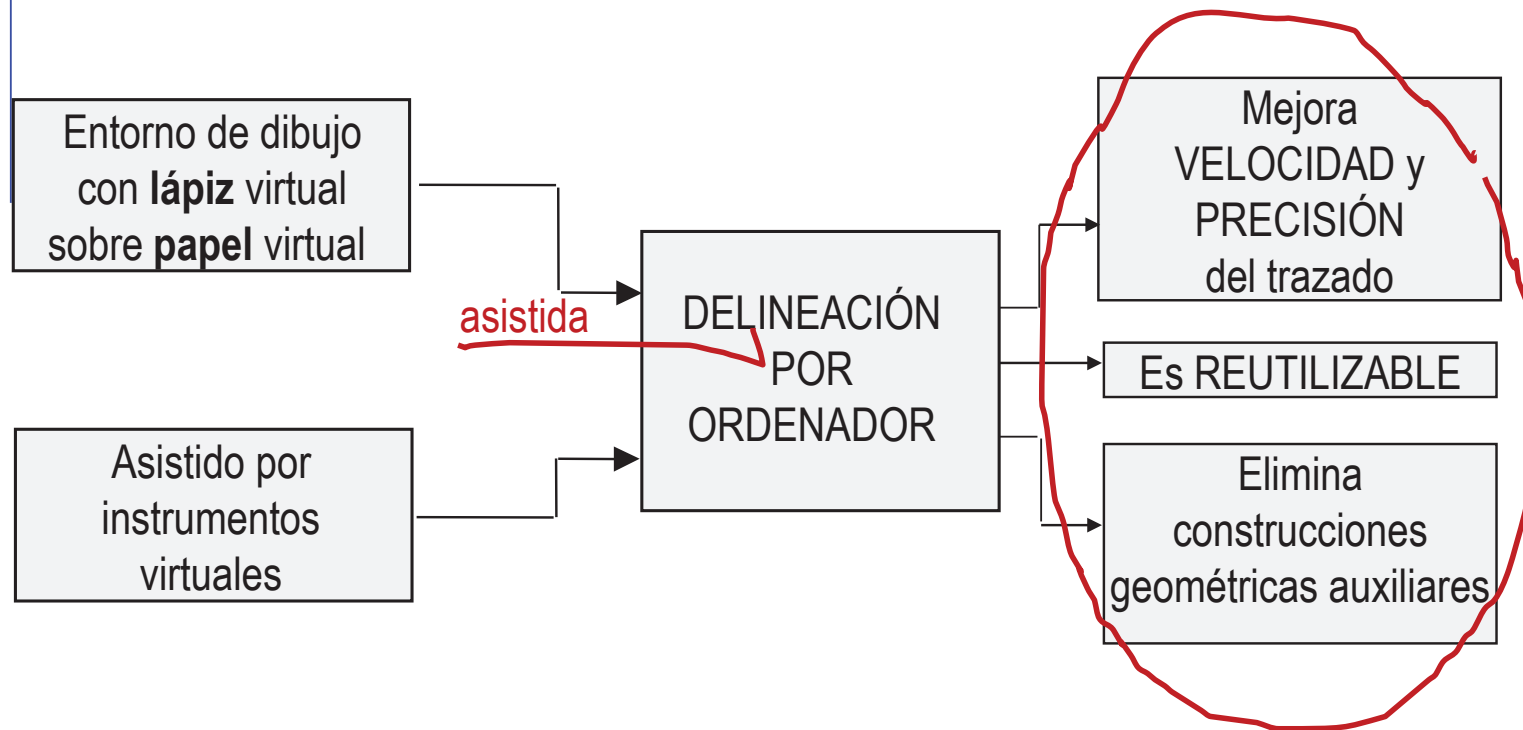 Entorno de dibujo
con lápiz virtual
sobre papel virtual
Asistido por
instrumentos
virtuales
asistida
DELINEACIÓN
POR
ORDENADOR
Mejora
VELOCIDAD y
PRECISIÓN
del trazado
Es REUTILIZABLE
Elimina
construcciones
geométricas auxiliares